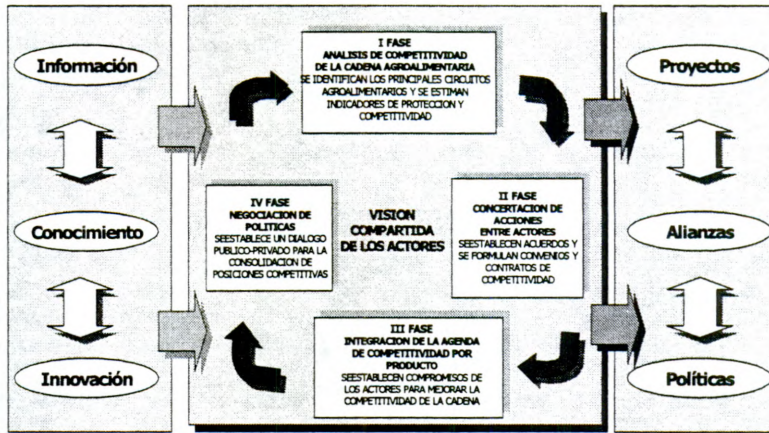 Información
Conocimiento
Innovación
I FASE
ANALISIS DE COMPETITIVIDAD
DE LA CADENA AGROALIMENTARIA
SE IDENTIFICAN LOS PRINCIPALES CIRCUITOS
AGROALIMENTARIOS Y SE ESTIMAN
INDICADORES DE PROTECCION Y
COMPETITIVIDAD
IV FASE
NEGOCIACION DE
POLITICAS
SEESTABLECE UN DIALOGO
PUBLICO-PRIVADO PARA LA
CONSOLIDACION DE
POSICIONES COMPETITIVAS
VISION
COMPARTIDA
DE LOS ACTORES
II FASE
CONCERTACION DE
ACCIONES
ENTRE ACTORES
SEESTABLECEN ACUERDOS Y
SE FORMULAN CONVENIOS Y
CONTRATOS DE
COMPETITIVIDAD
III FASE
INTEGRACION DE LA AGENDA
DE COMPETITIVIDAD POR
PRODUCTO
SEESTABLECEN COMPROMISOS DE
LOS ACTORES PARA MEJORAR LA
COMPETITIVIDAD DE LA CADENA
Proyectos
Alianzas
Políticas